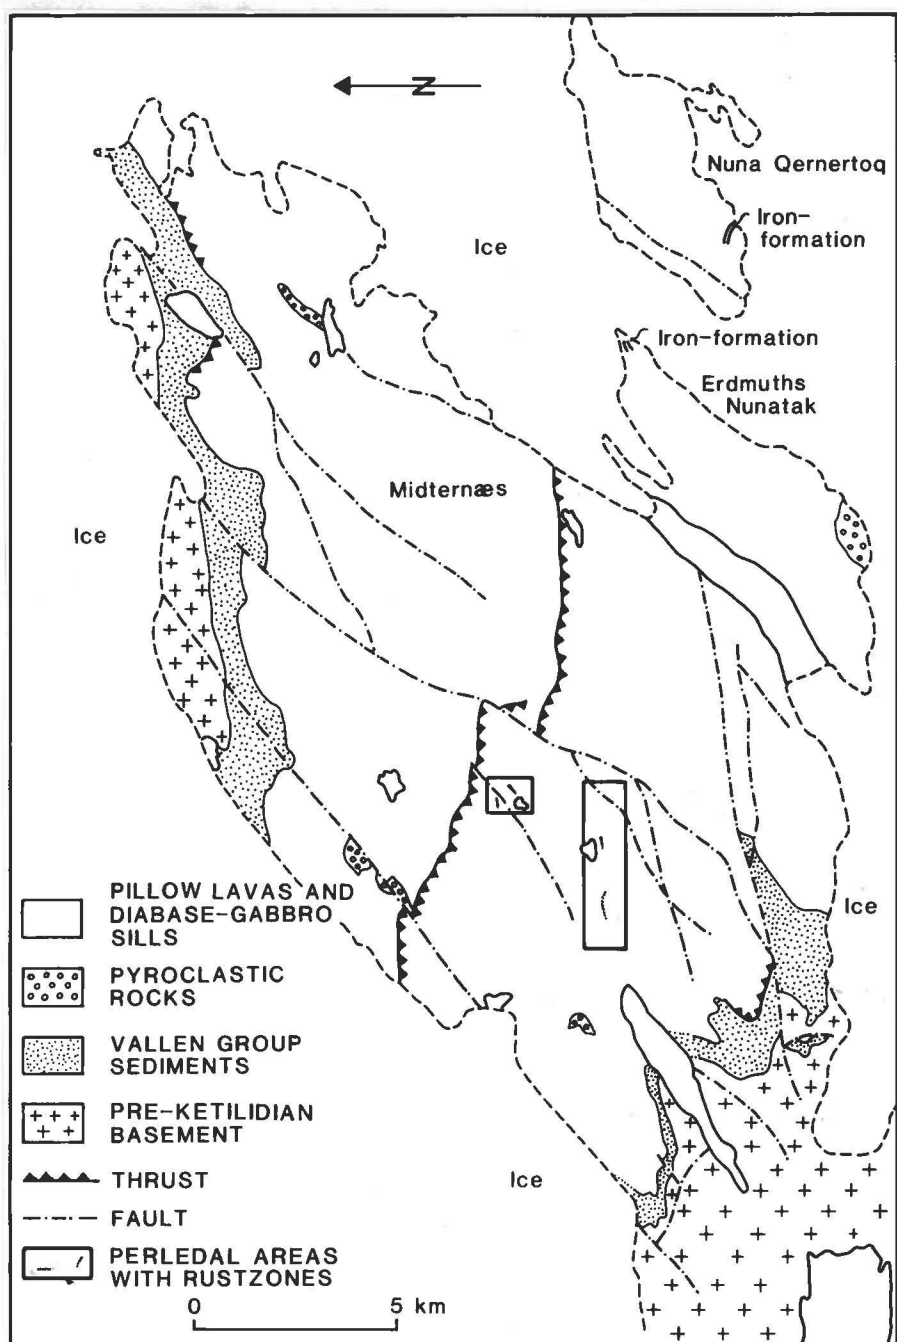 N
Nuna Qernertoq
Iron-
formation
Ice
Iron-formation
Erdmuths
Nunatak
Midternæs
Ice
Ice
PILLOW LAVAS AND
DIABASE-GABBRO
SILLS
PYROCLASTIC
ROCKS
VALLEN GROUP
SEDIMENTS
PRE-KETILIDIAN
BASEMENT
THRUST
Ice
FAULT
PERLEDAL AREAS
WITH RUSTZONES
0 5 km